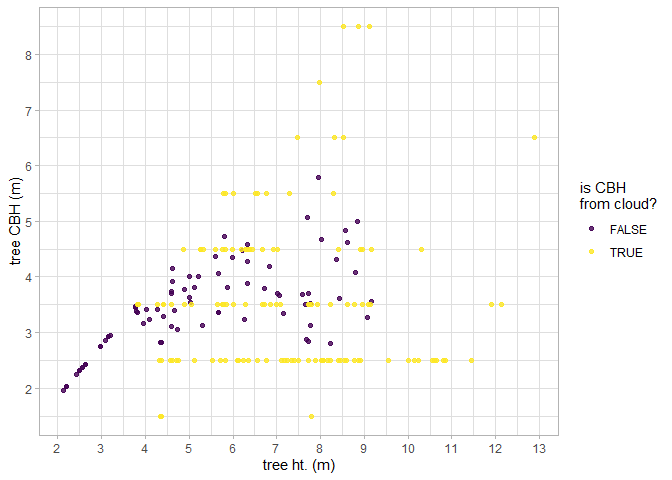 8
7
6
5
4
3
2
tree CBH (m)
2 3 4 5 6 7 8 9 10 11 12 13
tree ht. (m)
is CBH
from cloud?
FALSE
TRUE